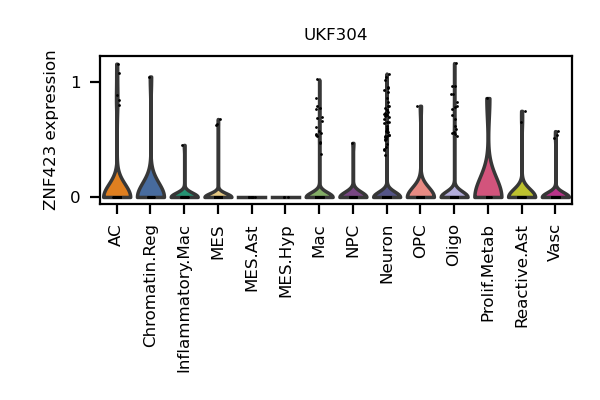 UKF304
ZNF423 expression
1
0
AC
Chromatin.Reg
Inflammatory.Mac
MES
MES.Ast
MES.Hyp
Mac
NPC
Neuron
OPC
Oligo
Prolif.Metab
Reactive.Ast
Vasc